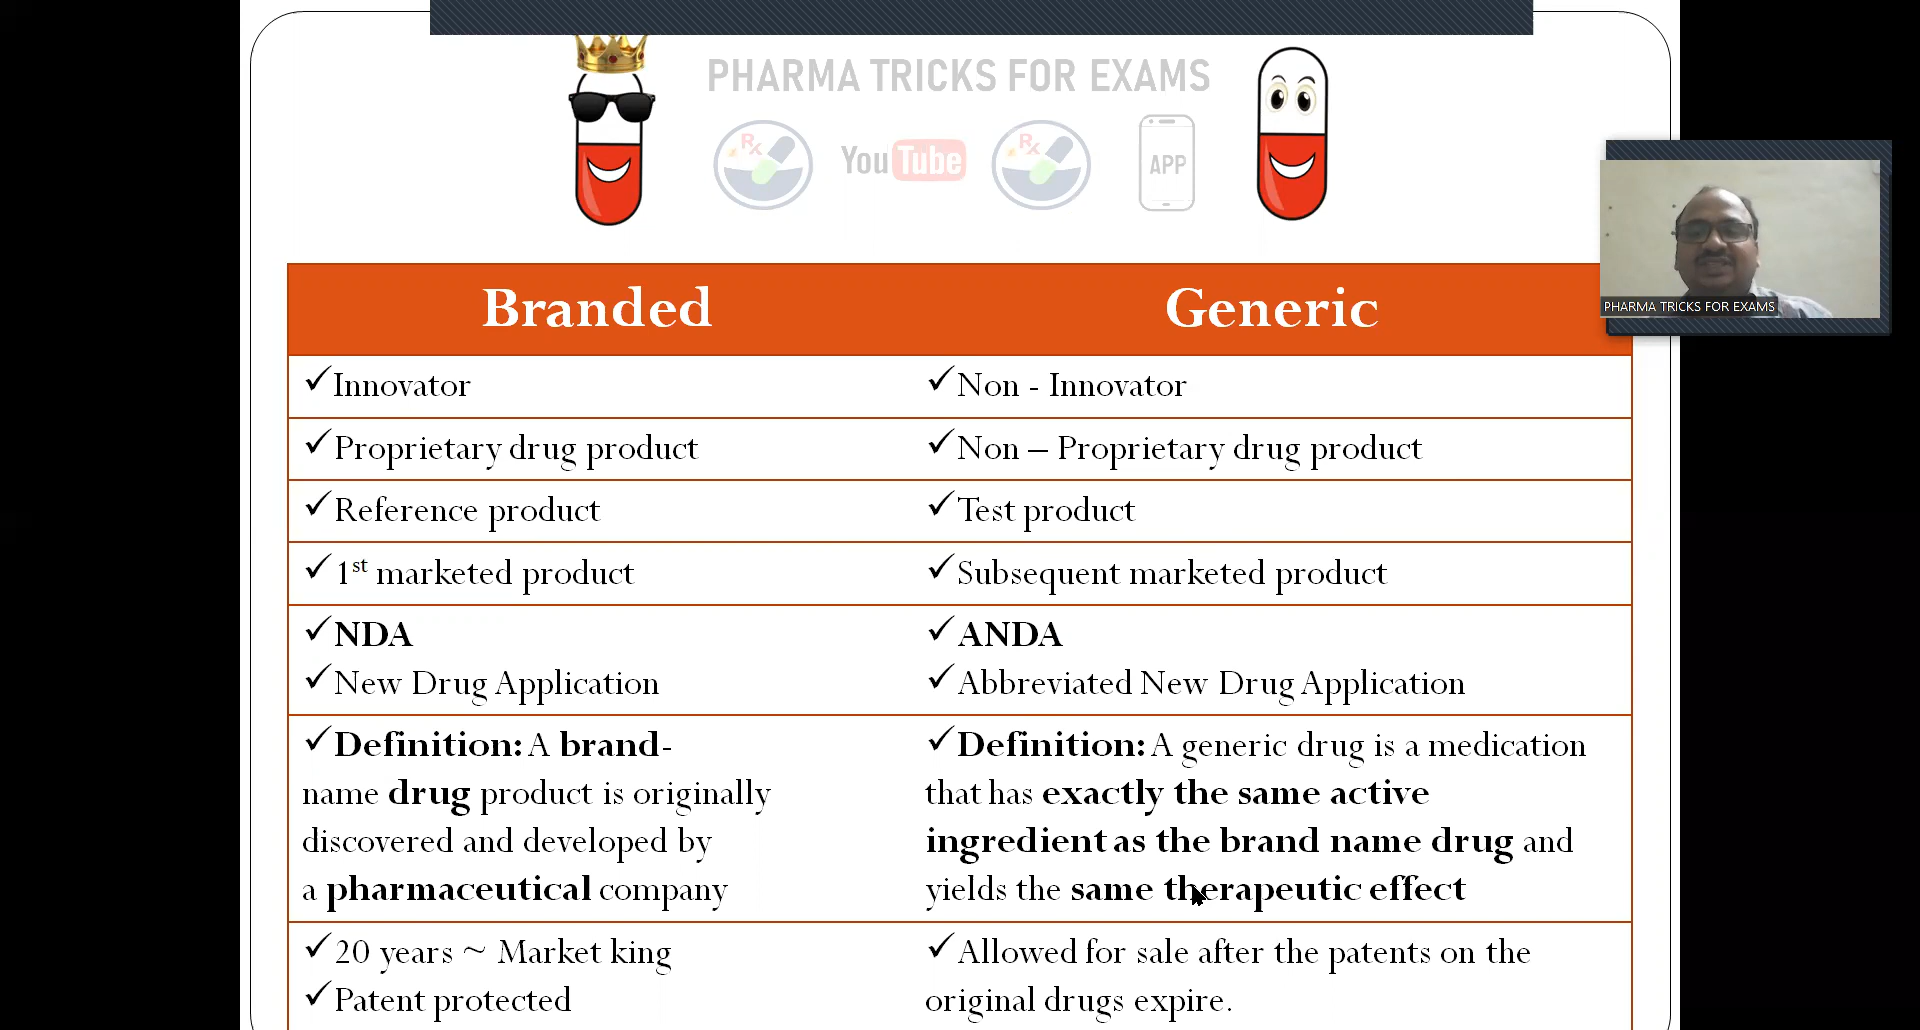 PHARMA TRICKS FOR EXAMS
Rx
YouTube
Rx
APP
PHARMA TRICKS FOR EXAMS
Branded Generic
✓Innovator ✓Non - Innovator
✓Proprietary drug product ✓Non – Proprietary drug product
✓Reference product ✓Test product
✓1st marketed product ✓Subsequent marketed product
✓NDA
✓New Drug Application
✓ANDA
✓Abbreviated New Drug Application
✓Definition: A brand-
name drug product is originally
discovered and developed by
a pharmaceutical company
✓Definition: A generic drug is a medication
that has exactly the same active
ingredient as the brand name drug and
yields the same therapeutic effect
✓20 years ~ Market king
✓Patent protected
✓Allowed for sale after the patents on the
original drugs expire.